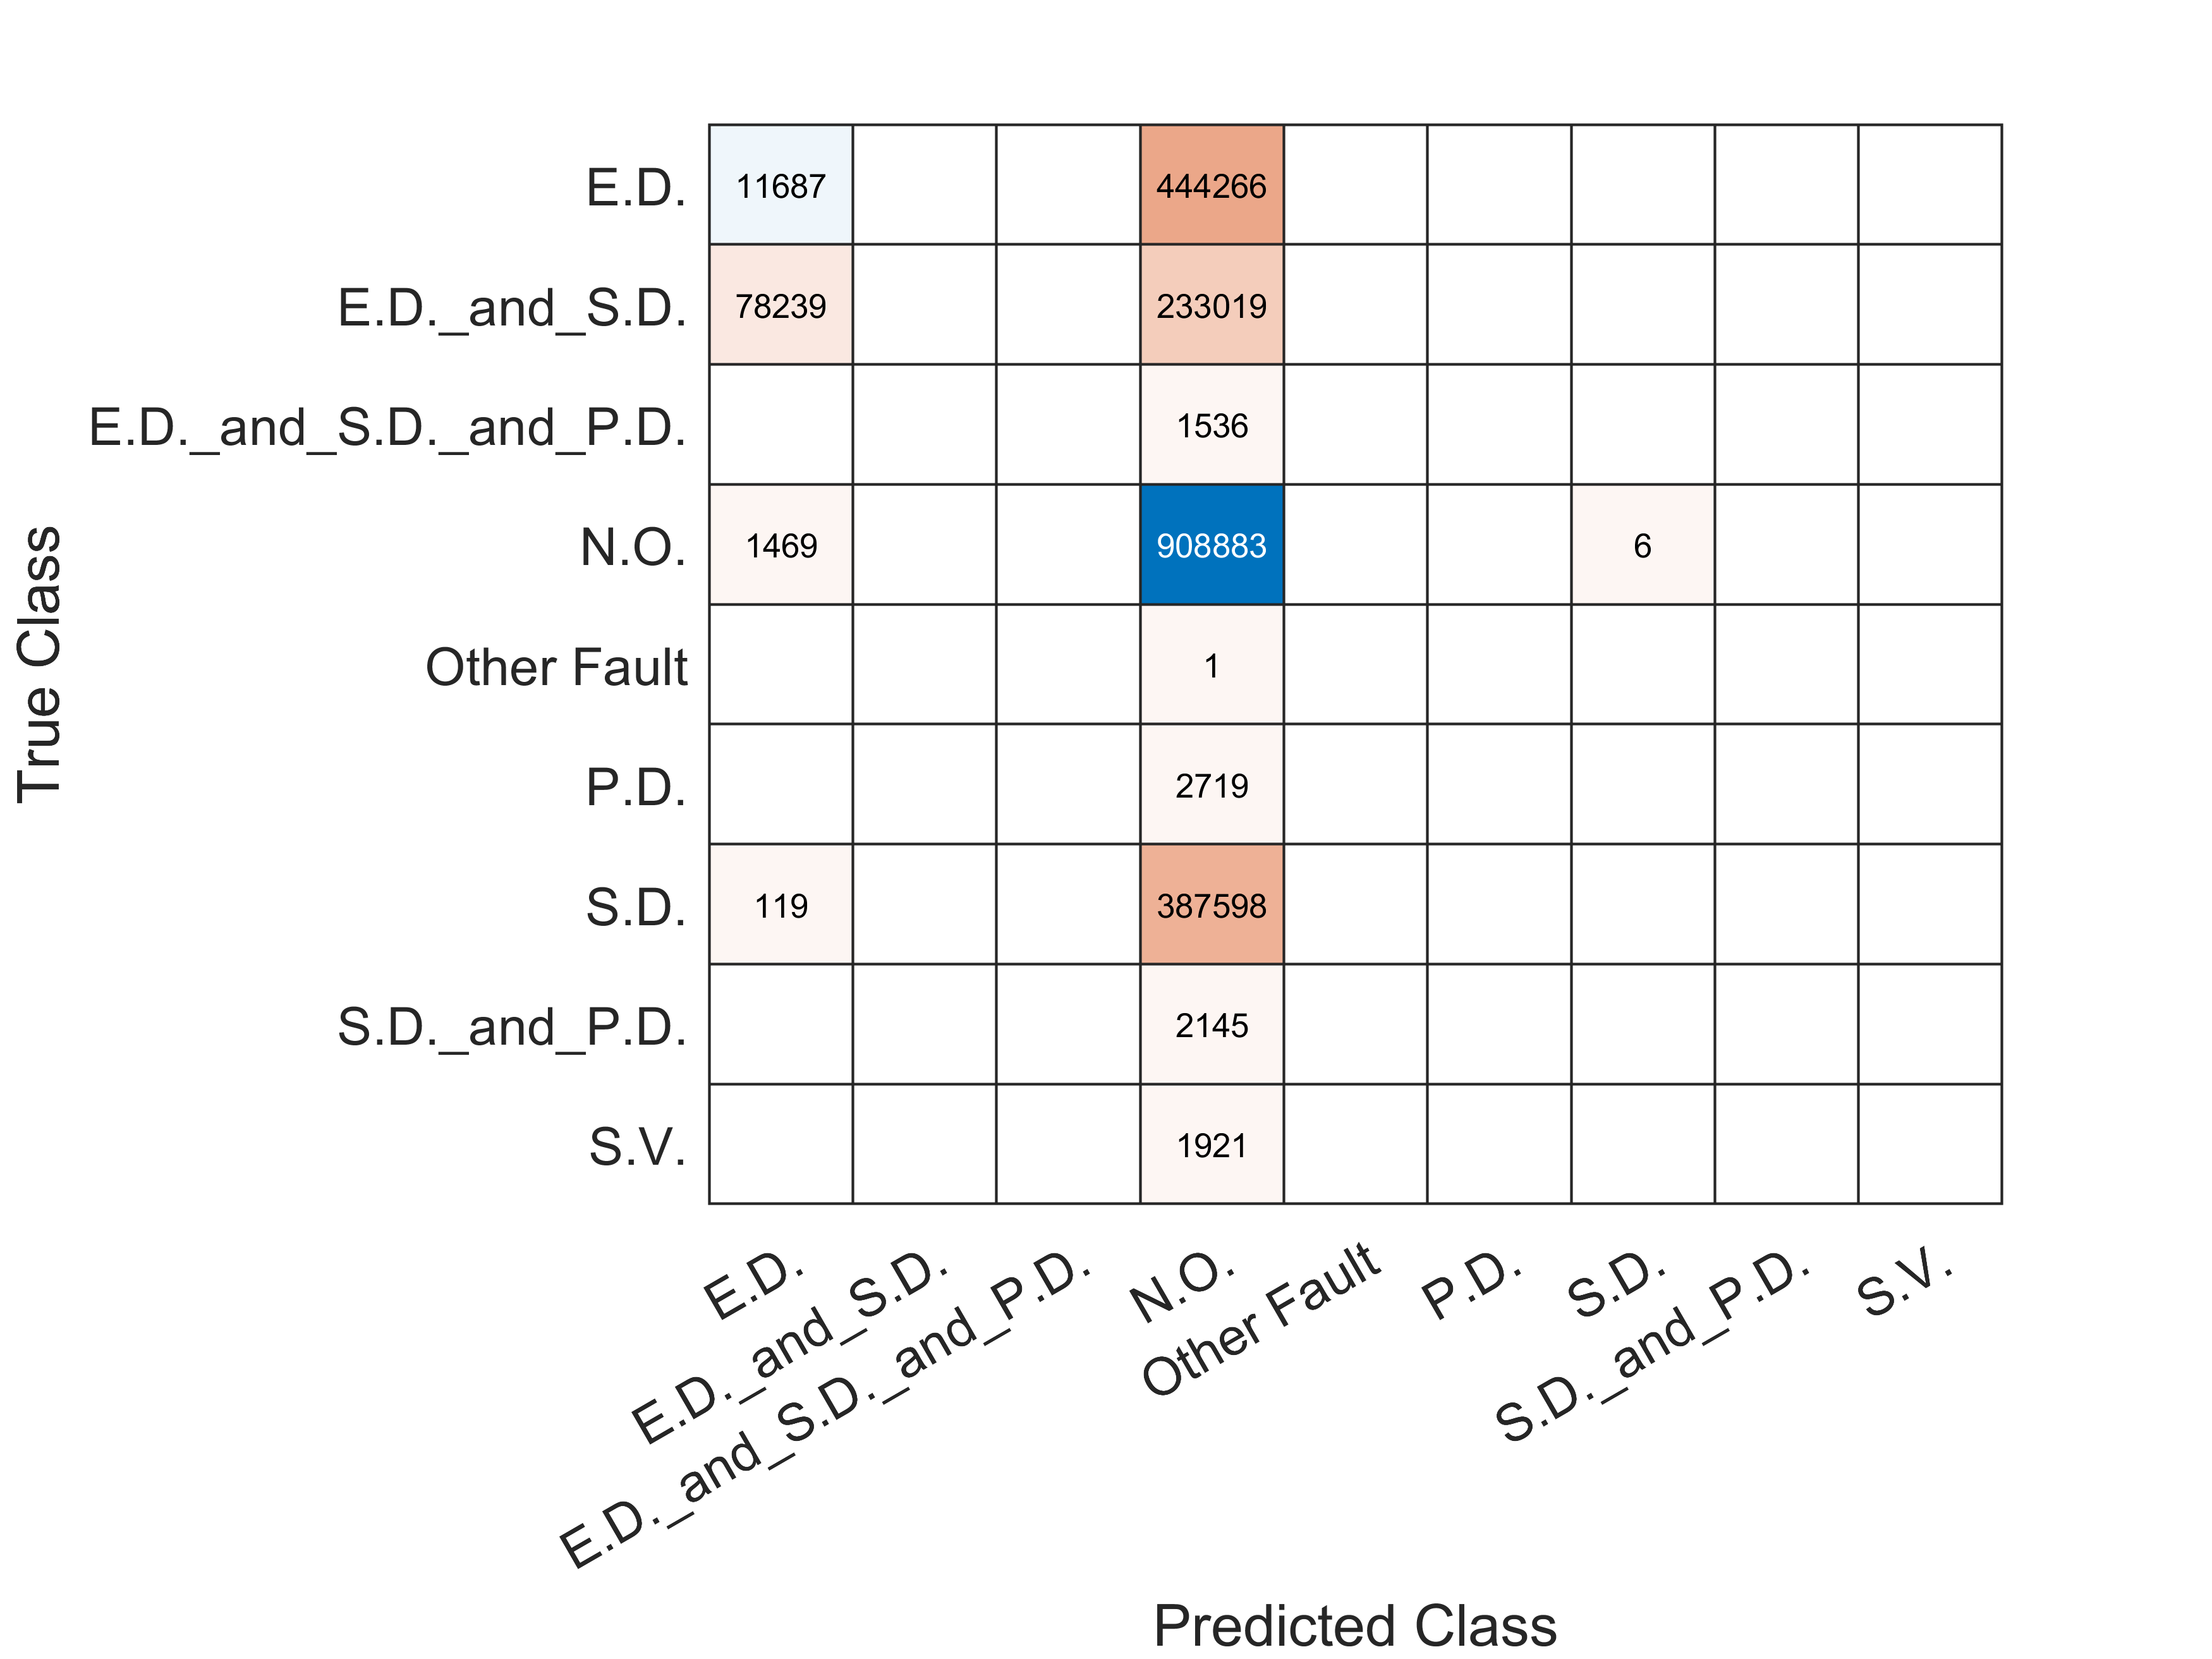 E.D. 11687 444266
E.D._and_S.D. 78239 233019
E.D._and_S.D._and_P.D. 1536
N.O. 1469 908883 6
Other Fault 1
P.D. 2719
S.D. 119 387598
S.D._and_P.D. 2145
S.V. 1921
True Class
E.D.
E.D._and_S.D.
E.D._and_S.D._and_P.D.
N.O.
Other Fault
P.D.
S.D.
S.D._and_P.D.
S.V.
Predicted Class